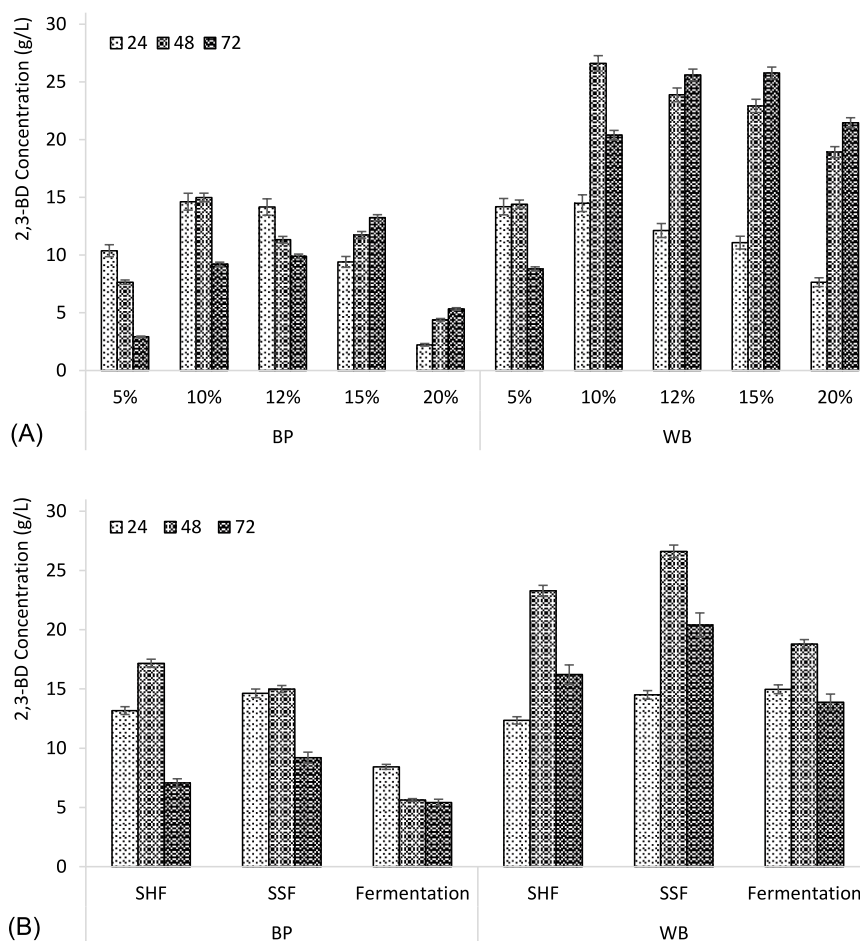 2,3-BD Concentration (g/L)
30
25
20
15
10
5
0
24 48 72
5% 10% 12% 15% 20% 5% 10% 12% 15% 20%
BP WB
(A)
2,3-BD Concentration (g/L)
30
25
20
15
10
5
0
24 48 72
SHF SSF Fermentation SHF SSF Fermentation
BP WB
(B)